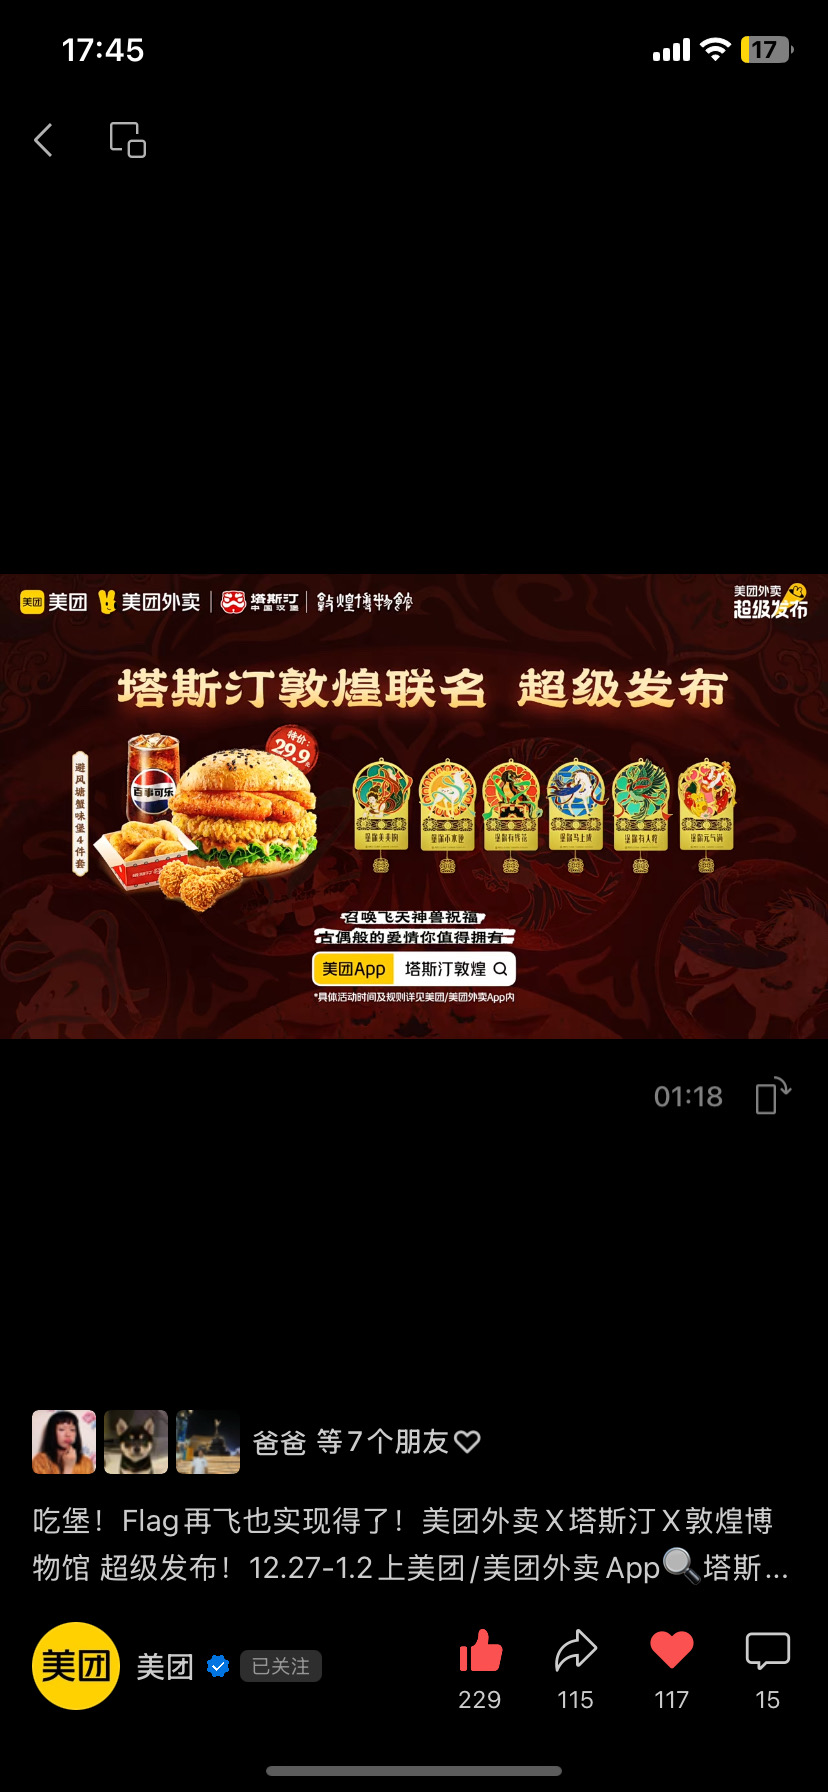 17:45
17
美团 美团 美团外卖 塔斯汀 中国汉堡 敦煌博物馆
美团外卖
超级发布
塔斯汀敦煌联名 超级发布
特价:
29.9元
避风塘蟹味堡4件套
百事可乐
召唤飞天神兽祝福
古偶般的爱情你值得拥有
美团App 塔斯汀敦煌
*具体活动时间及规则详见美团/美团外卖App内
01:18
爸爸 等7个朋友
吃堡！Flag再飞也实现得了！美团外卖X塔斯汀X敦煌博
物馆 超级发布！12.27-1.2上美团/美团外卖App🔍塔斯...
美团 美团 已关注
229 115 117 15